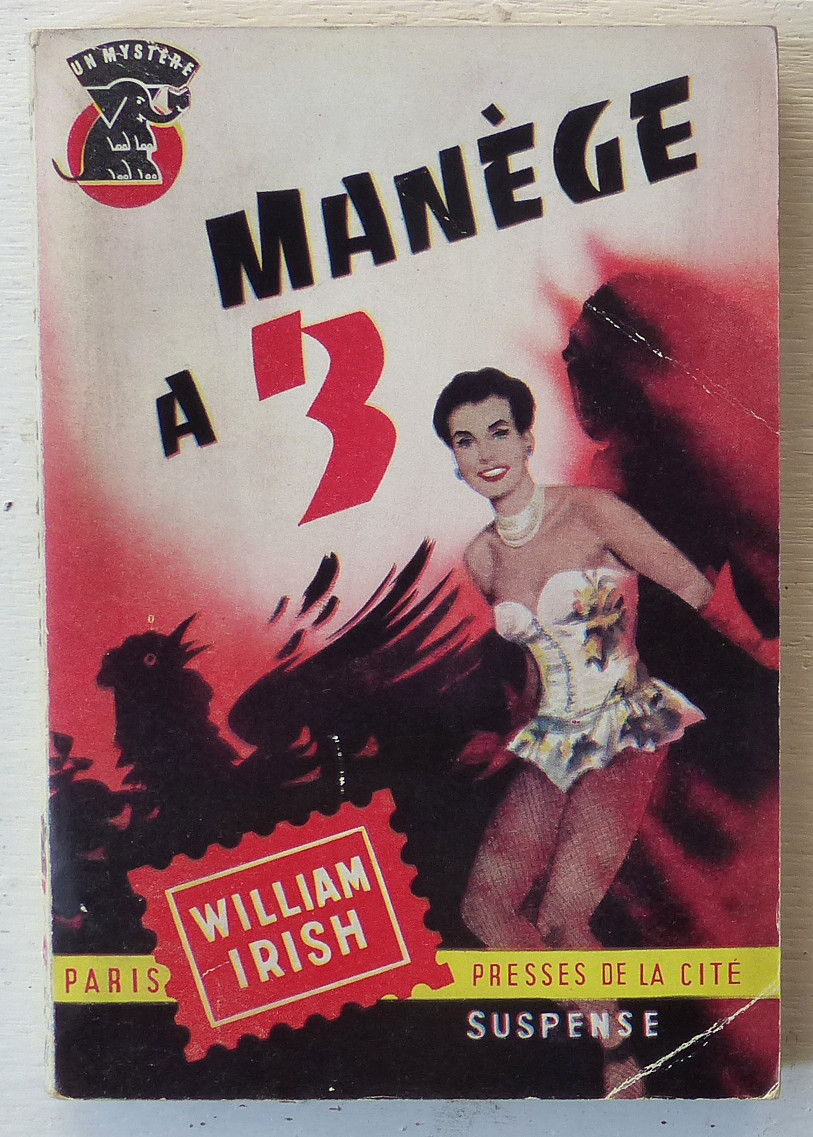 UN MYSTÈRE
MANÈGE
A 3
WILLIAM
IRISH
PARIS
PRESSES DE LA CITÉ
SUSPENSE